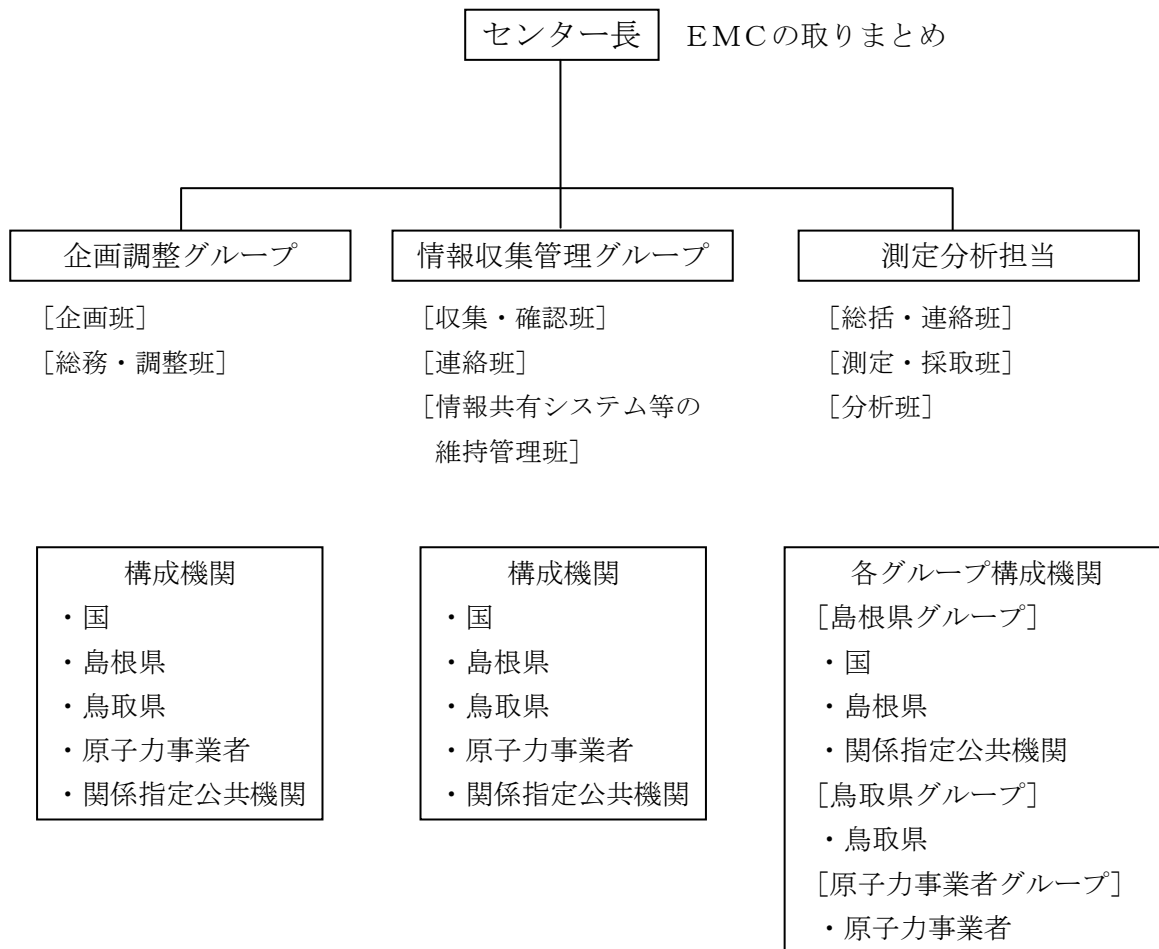 センター長　ＥＭＣの取りまとめ
企画調整グループ
［企画班］
［総務・調整班］
情報収集管理グループ
［収集・確認班］
［連絡班］
［情報共有システム等の
維持管理班］
測定分析担当
［総括・連絡班］
［測定・採取班］
［分析班］
構成機関
・国
・島根県
・鳥取県
・原子力事業者
・関係指定公共機関
構成機関
・国
・島根県
・鳥取県
・原子力事業者
・関係指定公共機関
各グループ構成機関
［島根県グループ］
・国
・島根県
・関係指定公共機関
［鳥取県グループ］
・鳥取県
［原子力事業者グループ］
・原子力事業者